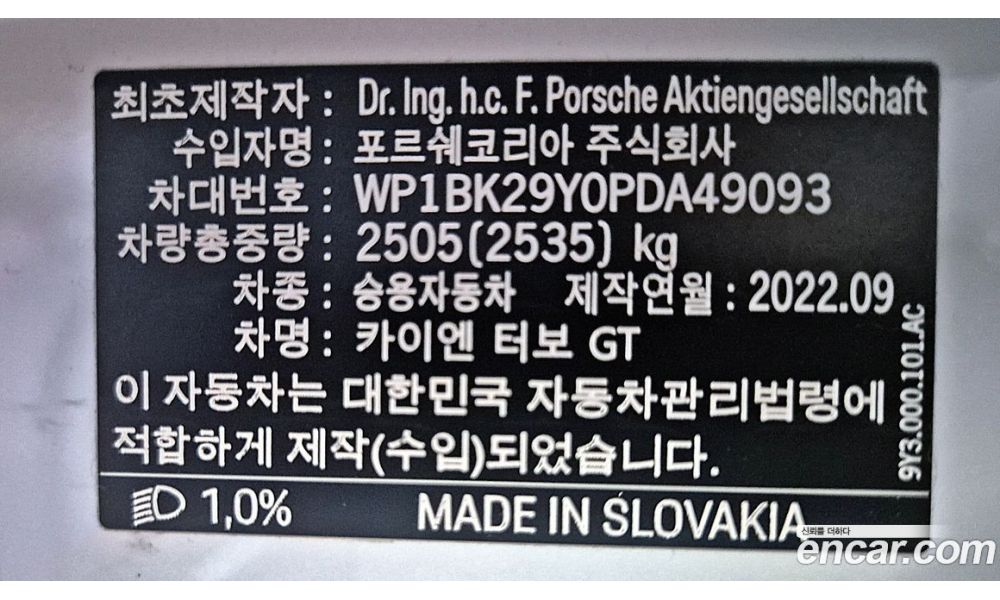 최초제작자 : Dr. Ing. h.c. F. Porsche Aktiengesellschaft
수입자명 : 포르쉐코리아 주식회사
차대번호 : WP1BK29Y0PDA49093
차량총중량 : 2505(2535) kg
차종 : 승용자동차 제작연월 : 2022.09
차명 : 카이엔 터보 GT
이 자동차는 대한민국 자동차관리법령에
적합하게 제작(수입)되었습니다.
9Y3.000.101.AC
1,0% MADE IN SLOVAKIA
신뢰를 더하다
encar.com